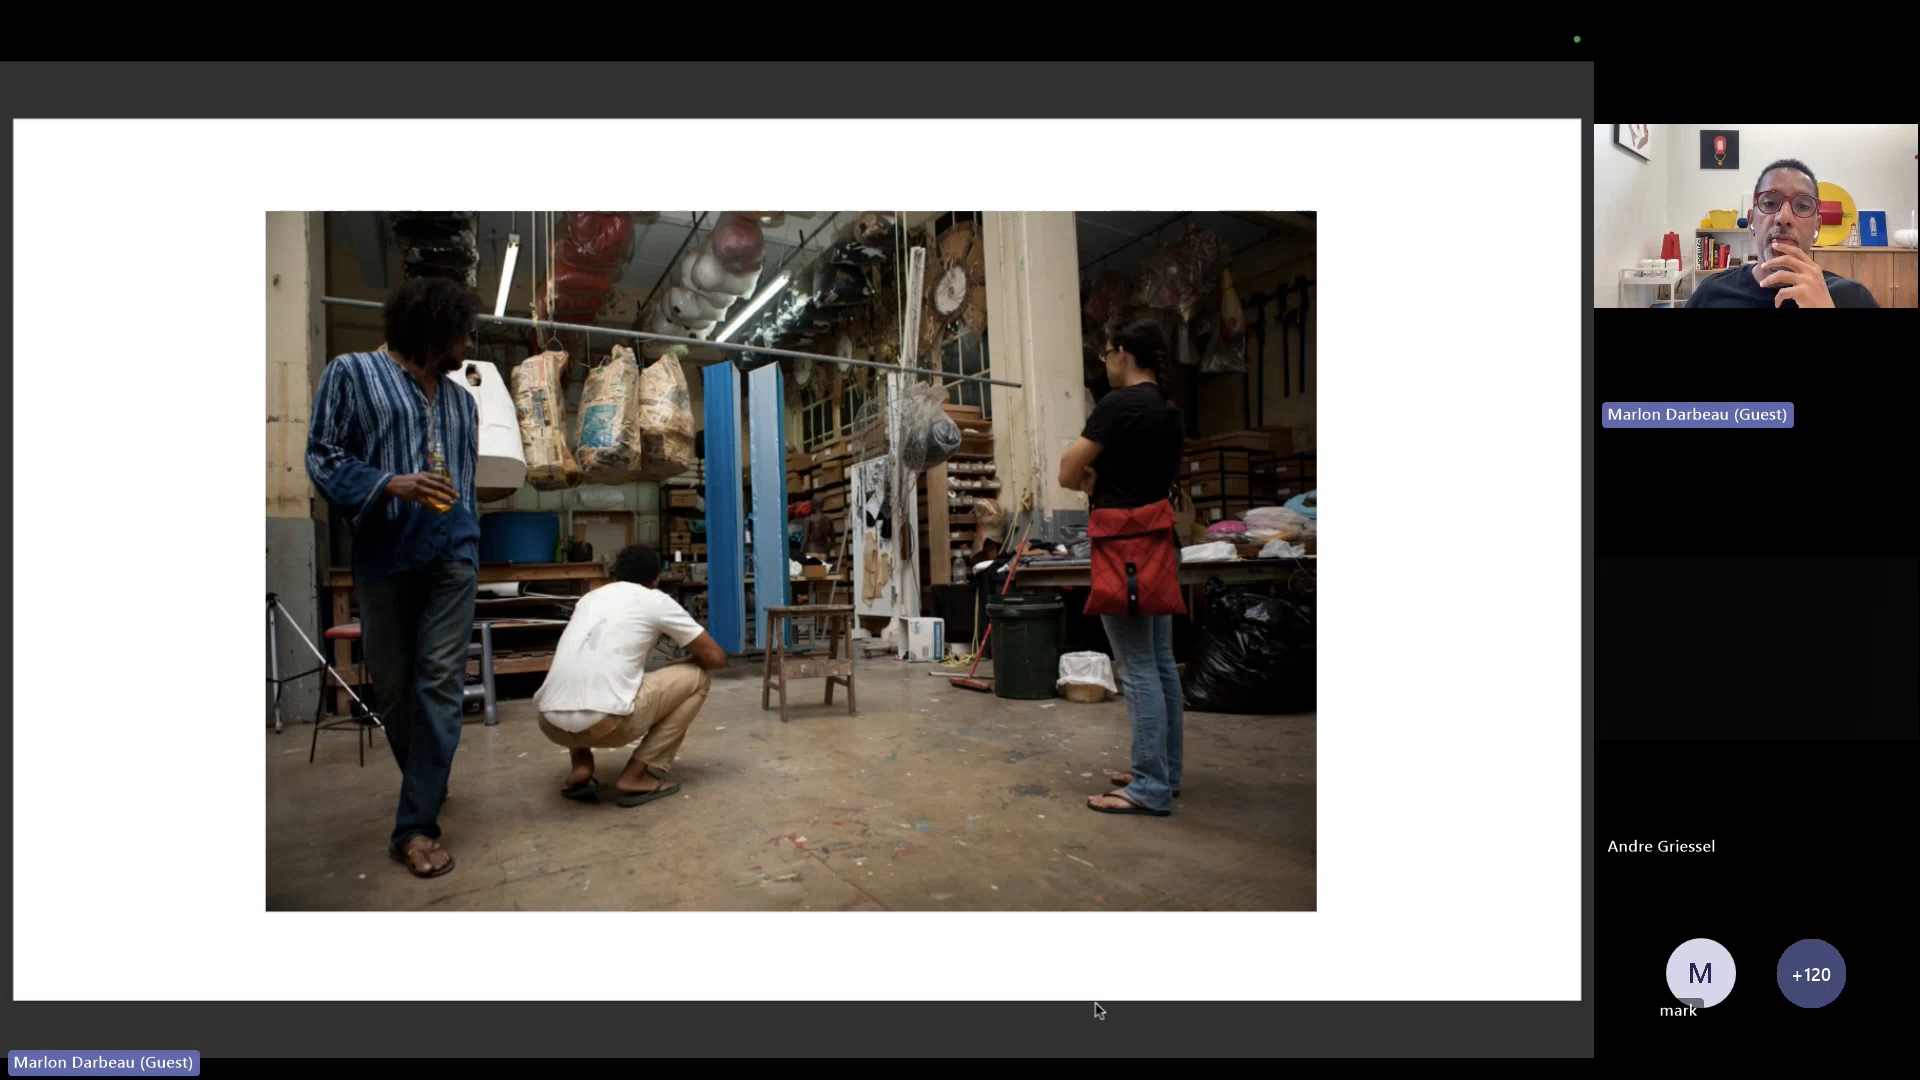 Marlon Darbeau (Guest)
Andre Griessel
M
+120
mark
Marlon Darbeau (Guest)